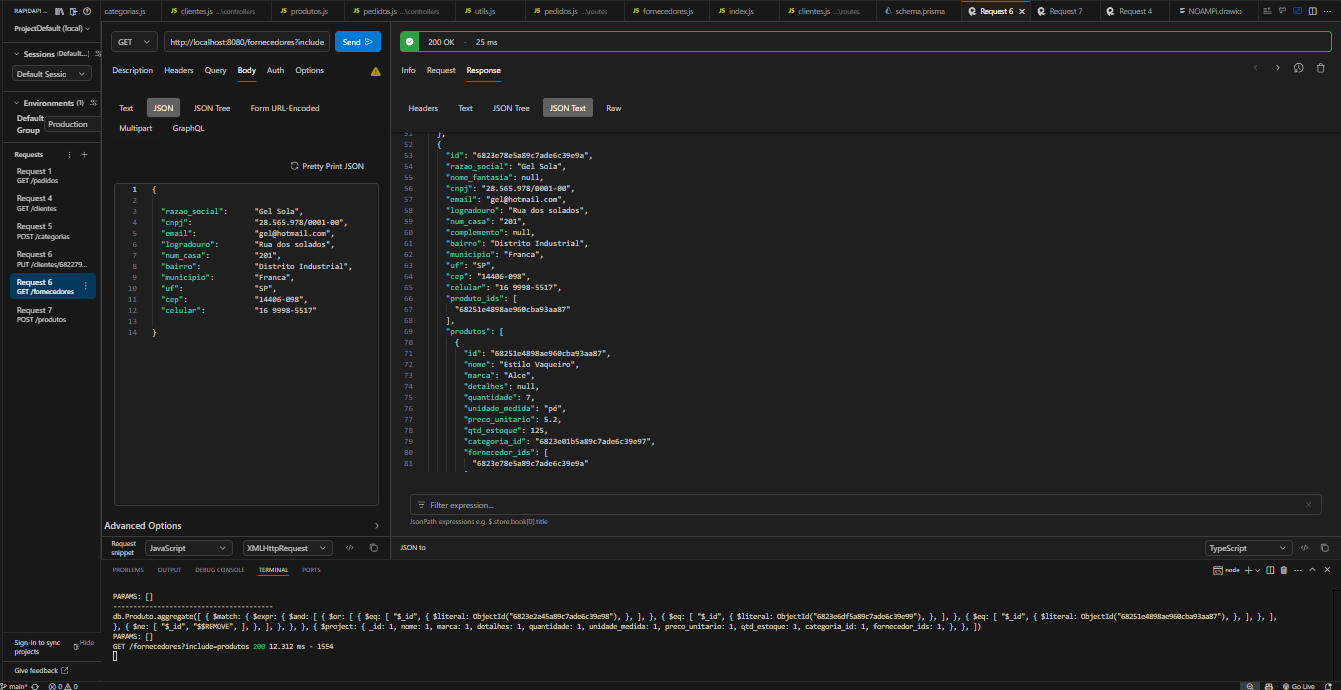 RAPIDAPI ...
categorias.js
JS clientes.js ...\controllers
JS produtos.js
JS pedidos.js ...\controllers
JS utils.js
JS pedidos.js ...\routes
JS fornecedores.js
JS index.js
JS clientes.js ...\routes
schema.prisma
Request 6
Request 7
Request 4
NOAMPI.drawio
ProjectDefault (local)
Sessions (Default...
Default Sessic
Environments (1)
Default Group
Production
Requests
Request 1
GET /pedidos
Request 4
GET /clientes
Request 5
POST /categorias
Request 6
PUT /clientes/682279...
Request 6
GET /fornecedores
Request 7
POST /produtos
Sign-in to sync projects
Hide
Give feedback
GET
http://localhost:8080/fornecedores?include
Send
Description Headers Query Body Auth Options
Text JSON JSON Tree Form URL-Encoded
Multipart GraphQL
Pretty Print JSON
1 {
2
3 "razao_social": "Gel Sola",
4 "cnpj": "28.565.978/0001-00",
5 "email": "gel@hotmail.com",
6 "logradouro": "Rua dos solados",
7 "num_casa": "201",
8 "bairro": "Distrito Industrial",
9 "municipio": "Franca",
10 "uf": "SP",
11 "cep": "14406-098",
12 "celular": "16 9998-5517"
13
14 }
Advanced Options
Request snippet
JavaScript
XMLHttpRequest
200 OK - 25 ms
Info Request Response
Headers Text JSON Tree JSON Text Raw
51 },
52 {
53 "id": "6823e78e5a89c7ade6c39e9a",
54 "razao_social": "Gel Sola",
55 "nome_fantasia": null,
56 "cnpj": "28.565.978/0001-00",
57 "email": "gel@hotmail.com",
58 "logradouro": "Rua dos solados",
59 "num_casa": "201",
60 "complemento": null,
61 "bairro": "Distrito Industrial",
62 "municipio": "Franca",
63 "uf": "SP",
64 "cep": "14406-098",
65 "celular": "16 9998-5517",
66 "produto_ids": [
67 "68251e4898ae960cba93aa87"
68 ],
69 "produtos": [
70 {
71 "id": "68251e4898ae960cba93aa87",
72 "nome": "Estilo Vaqueiro",
73 "marca": "Alce",
74 "detalhes": null,
75 "quantidade": 7,
76 "unidade_medida": "pé",
77 "preco_unitario": 5.2,
78 "qtd_estoque": 125,
79 "categoria_id": "6823e01b5a89c7ade6c39e97",
80 "fornecedor_ids": [
81 "6823e78e5a89c7ade6c39e9a"
Filter expression...
JsonPath expressions e.g. $.store.book[0].title
JSON to
TypeScript
PROBLEMS OUTPUT DEBUG CONSOLE TERMINAL PORTS
node
PARAMS: []
----------------------------------------
db.Produto.aggregate([ { $match: { $expr: { $and: [ { $or: [ { $eq: [ "$_id", { $literal: ObjectId("6823e2e45a89c7ade6c39e98"), }, ], }, { $eq: [ "$_id", { $literal: ObjectId("6823e6df5a89c7ade6c39e99"), }, ], }, { $eq: [ "$_id", { $literal: ObjectId("68251e4898ae960cba93aa87"), }, ], }, ],
}, { $ne: [ "$_id", "$$REMOVE", ], }, ], }, }, }, { $project: { _id: 1, nome: 1, marca: 1, detalhes: 1, quantidade: 1, unidade_medida: 1, preco_unitario: 1, qtd_estoque: 1, categoria_id: 1, fornecedor_ids: 1, }, }, ])
PARAMS: []
GET /fornecedores?include=produtos 200 12.312 ms - 1554
main* 0 0
Go Live